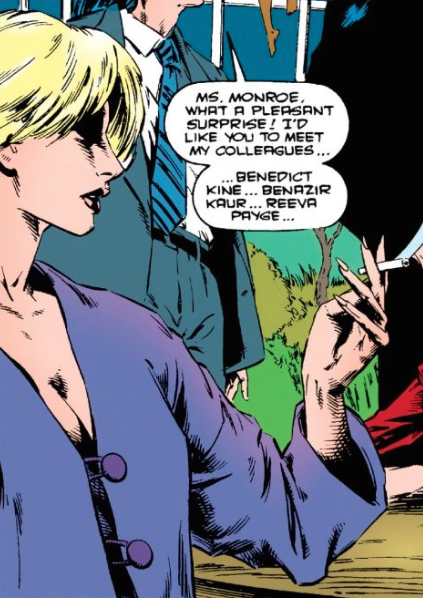 MS. MONROE,
WHAT A PLEASANT
SURPRISE! I'D
LIKE YOU TO MEET
MY COLLEAGUES...
...BENEDICT
KINE... BENAZIR
KAUR... REEVA
PAYGE...